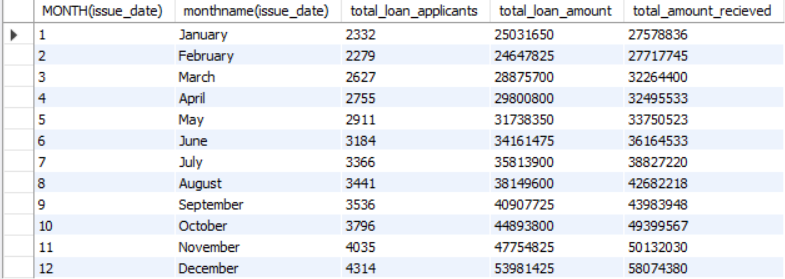 MONTH(issue_date) monthname(issue_date) total_loan_applicants total_loan_amount total_amount_recieved
1 January 2332 25031650 27578836
2 February 2279 24647825 27717745
3 March 2627 28875700 32264400
4 April 2755 29800800 32495533
5 May 2911 31738350 33750523
6 June 3184 34161475 36164533
7 July 3366 35813900 38827220
8 August 3441 38149600 42682218
9 September 3536 40907725 43983948
10 October 3796 44893800 49399567
11 November 4035 47754825 50132030
12 December 4314 53981425 58074380